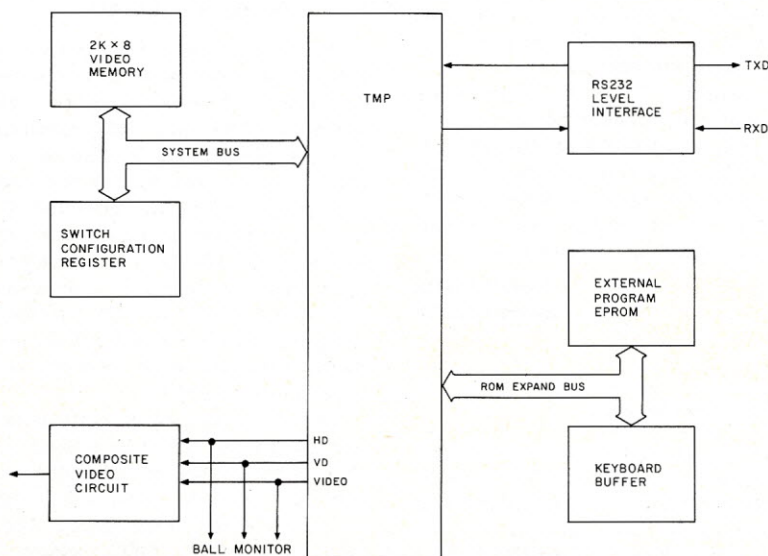 2K × 8
VIDEO
MEMORY
SYSTEM BUS
SWITCH
CONFIGURATION
REGISTER
TMP
RS232
LEVEL
INTERFACE
TXD
RXD
EXTERNAL
PROGRAM
EPROM
ROM EXPAND BUS
KEYBOARD
BUFFER
COMPOSITE
VIDEO
CIRCUIT
HD
VD
VIDEO
BALL MONITOR